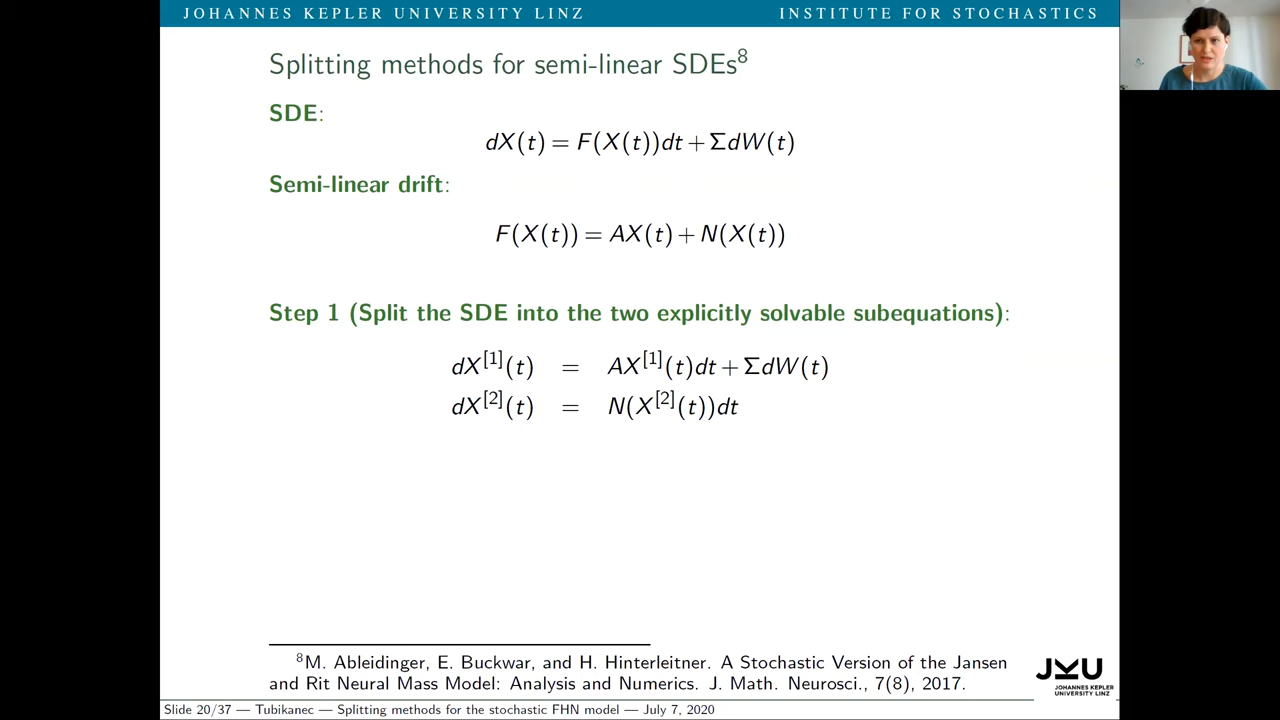 JOHANNES KEPLER UNIVERSITY LINZ
INSTITUTE FOR STOCHASTICS
Splitting methods for semi-linear SDEs⁸
SDE:
dX(t) = F(X(t))dt + ΣdW(t)
Semi-linear drift:
F(X(t)) = AX(t) + N(X(t))
Step 1 (Split the SDE into the two explicitly solvable subequations):
dX^[1](t) = AX^[1](t)dt + ΣdW(t)
dX^[2](t) = N(X^[2](t))dt
⁸M. Ableidinger, E. Buckwar, and H. Hinterleitner. A Stochastic Version of the Jansen
and Rit Neural Mass Model: Analysis and Numerics. J. Math. Neurosci., 7(8), 2017.
JKU
JOHANNES KEPLER
UNIVERSITY LINZ
Slide 20/37 — Tubikanec — Splitting methods for the stochastic FHN model — July 7, 2020